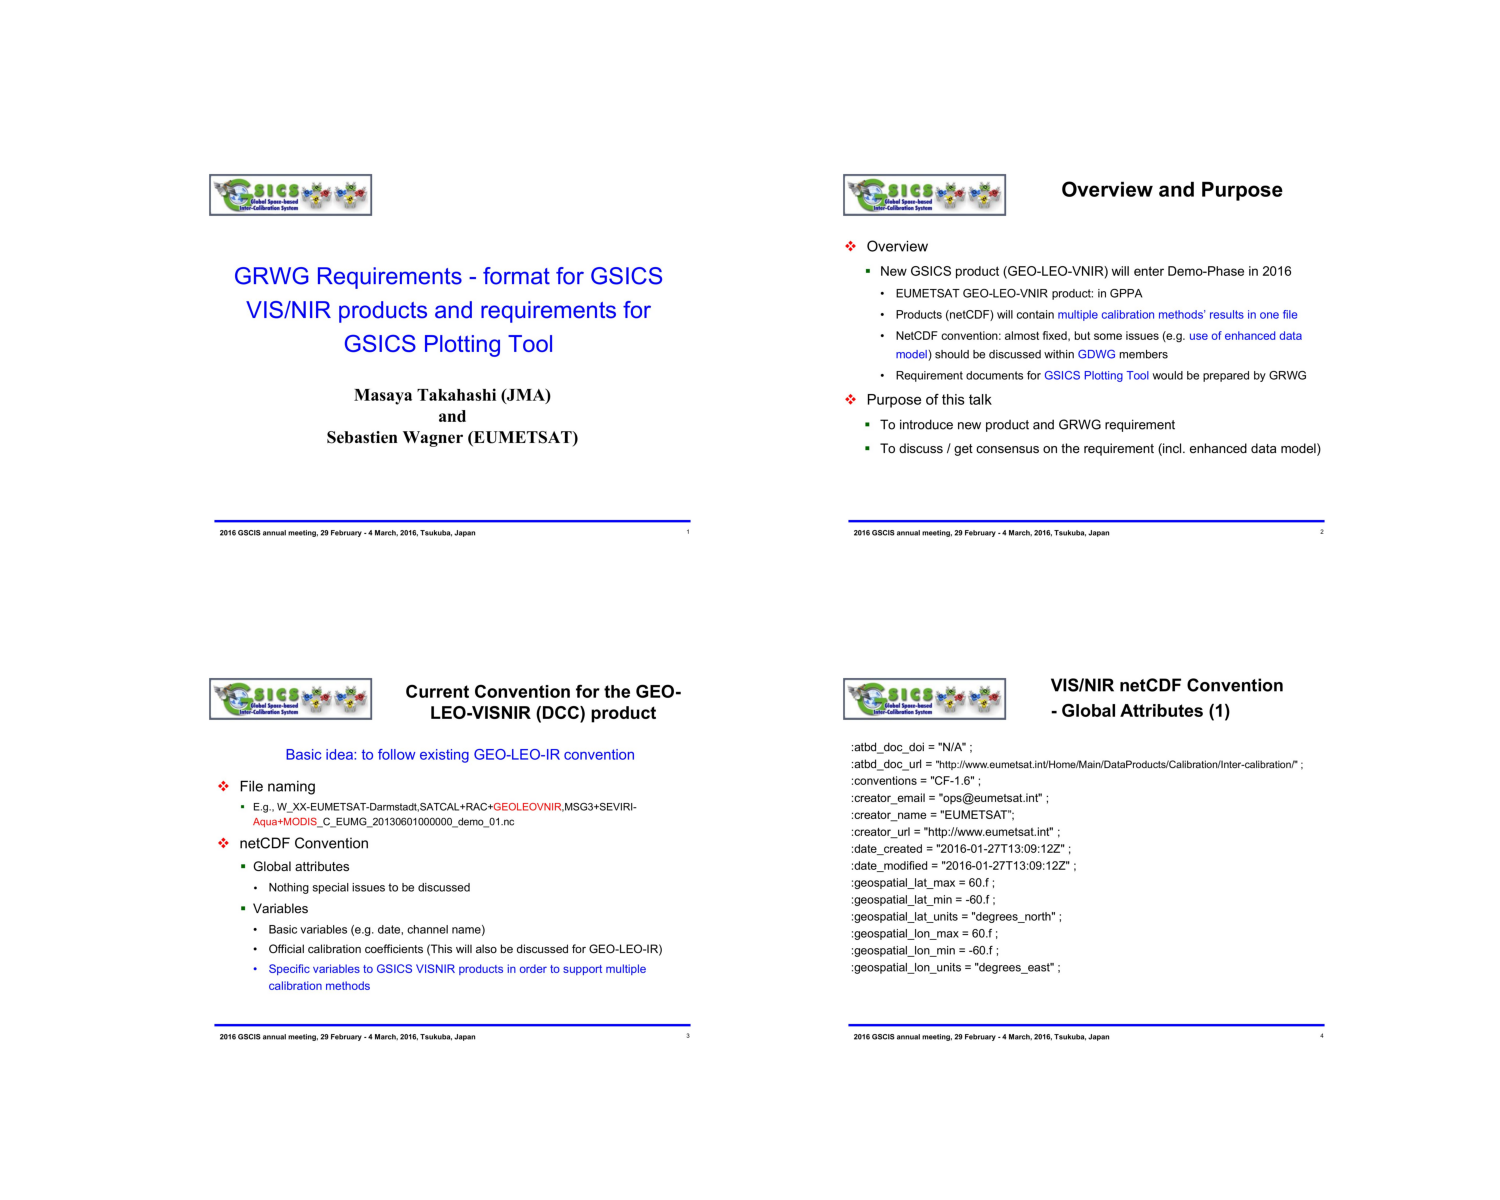 GSICS
Global Space-based
Inter-Calibration System
GRWG Requirements - format for GSICS
VIS/NIR products and requirements for
GSICS Plotting Tool
Masaya Takahashi (JMA)
and
Sebastien Wagner (EUMETSAT)
2016 GSCIS annual meeting, 29 February - 4 March, 2016, Tsukuba, Japan
1
GSICS
Global Space-based
Inter-Calibration System
Overview and Purpose
❖ Overview
▪ New GSICS product (GEO-LEO-VNIR) will enter Demo-Phase in 2016
• EUMETSAT GEO-LEO-VNIR product: in GPPA
• Products (netCDF) will contain multiple calibration methods' results in one file
• NetCDF convention: almost fixed, but some issues (e.g. use of enhanced data
model) should be discussed within GDWG members
• Requirement documents for GSICS Plotting Tool would be prepared by GRWG
❖ Purpose of this talk
▪ To introduce new product and GRWG requirement
▪ To discuss / get consensus on the requirement (incl. enhanced data model)
2016 GSCIS annual meeting, 29 February - 4 March, 2016, Tsukuba, Japan
2
GSICS
Global Space-based
Inter-Calibration System
Current Convention for the GEO-
LEO-VISNIR (DCC) product
Basic idea: to follow existing GEO-LEO-IR convention
❖ File naming
▪ E.g., W_XX-EUMETSAT-Darmstadt,SATCAL+RAC+GEOLEOVNIR,MSG3+SEVIRI-
Aqua+MODIS_C_EUMG_20130601000000_demo_01.nc
❖ netCDF Convention
▪ Global attributes
• Nothing special issues to be discussed
▪ Variables
• Basic variables (e.g. date, channel name)
• Official calibration coefficients (This will also be discussed for GEO-LEO-IR)
• Specific variables to GSICS VISNIR products in order to support multiple
calibration methods
2016 GSCIS annual meeting, 29 February - 4 March, 2016, Tsukuba, Japan
3
GSICS
Global Space-based
Inter-Calibration System
VIS/NIR netCDF Convention
- Global Attributes (1)
:atbd_doc_doi = "N/A" ;
:atbd_doc_url = "http://www.eumetsat.int/Home/Main/DataProducts/Calibration/Inter-calibration/" ;
:conventions = "CF-1.6" ;
:creator_email = "ops@eumetsat.int" ;
:creator_name = "EUMETSAT";
:creator_url = "http://www.eumetsat.int" ;
:date_created = "2016-01-27T13:09:12Z" ;
:date_modified = "2016-01-27T13:09:12Z" ;
:geospatial_lat_max = 60.f ;
:geospatial_lat_min = -60.f ;
:geospatial_lat_units = "degrees_north" ;
:geospatial_lon_max = 60.f ;
:geospatial_lon_min = -60.f ;
:geospatial_lon_units = "degrees_east" ;
2016 GSCIS annual meeting, 29 February - 4 March, 2016, Tsukuba, Japan
4